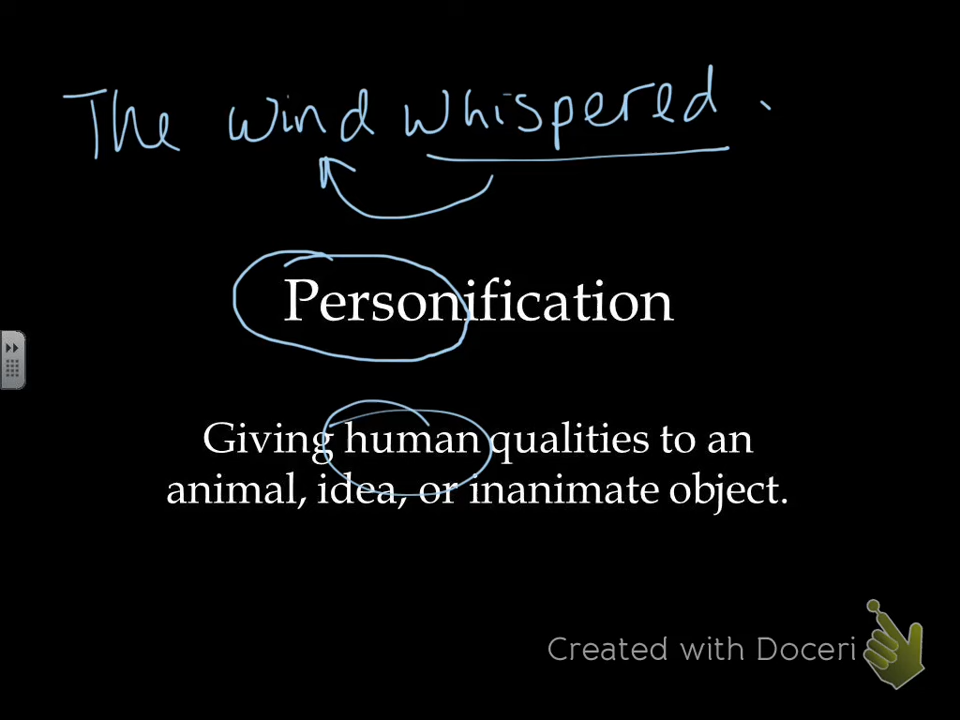 The wind whispered.
Personification
Giving human qualities to an
animal, idea, or inanimate object.
Created with Doceri